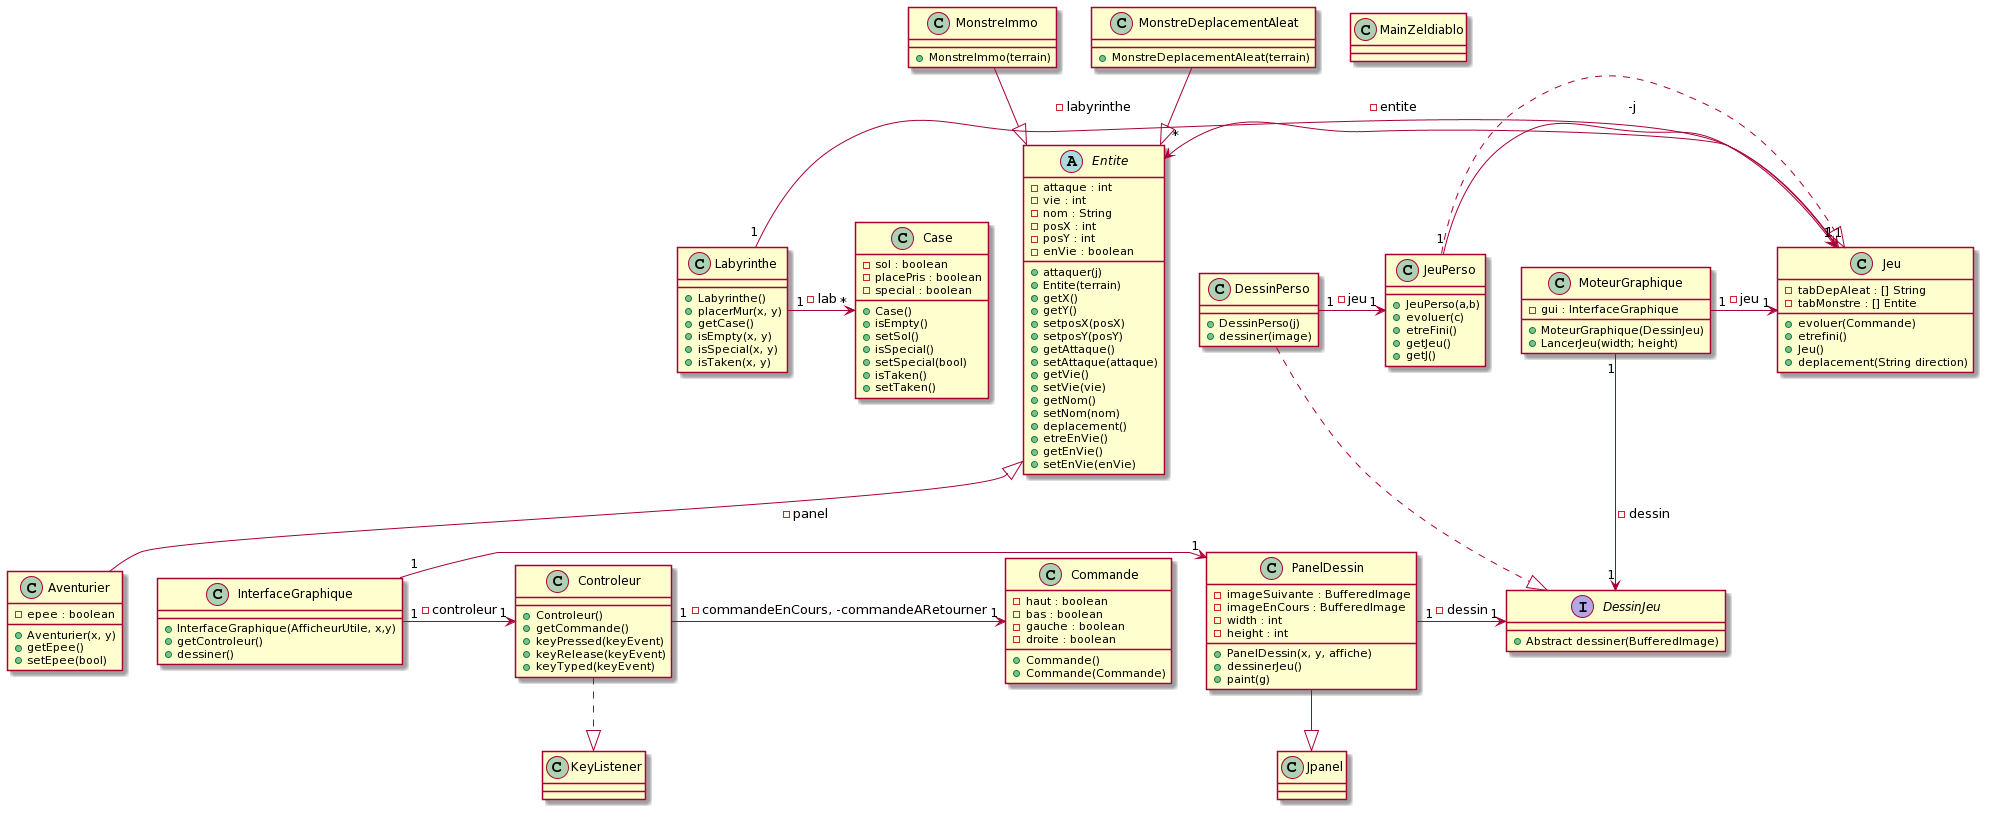 MonstreImmo
MonstreImmo(terrain)
MonstreDeplacementAleat
MonstreDeplacementAleat(terrain)
MainZeldiablo
labyrinthe
entite
-j
*
Entite
attaque : int
vie : int
nom : String
posX : int
posY : int
enVie : boolean
attaquer(j)
Entite(terrain)
getX()
getY()
setposX(posX)
setposY(posY)
getAttaque()
setAttaque(attaque)
getVie()
setVie(vie)
getNom()
setNom(nom)
deplacement()
etreEnVie()
getEnVie()
setEnVie(enVie)
1
Labyrinthe
Labyrinthe()
placerMur(x, y)
getCase()
isEmpty(x, y)
isSpecial(x, y)
isTaken(x, y)
1
lab
*
Case
sol : boolean
placePris : boolean
special : boolean
Case()
isEmpty()
setSol()
isSpecial()
setSpecial(bool)
isTaken()
setTaken()
DessinPerso
DessinPerso(j)
dessiner(image)
1
jeu
1
1
JeuPerso
JeuPerso(a,b)
evoluer(c)
etreFini()
getJeu()
getJ()
MoteurGraphique
gui : InterfaceGraphique
MoteurGraphique(DessinJeu)
LancerJeu(width; height)
1
jeu
1
1
1
1
Jeu
tabDepAleat : [] String
tabMonstre : [] Entite
evoluer(Commande)
etrefini()
Jeu()
deplacement(String direction)
1
dessin
1
panel
1
1
Aventurier
epee : boolean
Aventurier(x, y)
getEpee()
setEpee(bool)
InterfaceGraphique
InterfaceGraphique(AfficheurUtile, x,y)
getControleur()
dessiner()
1
controleur
1
Controleur
Controleur()
getCommande()
keyPressed(keyEvent)
keyRelease(keyEvent)
keyTyped(keyEvent)
1
commandeEnCours, -commandeARetourner
1
Commande
haut : boolean
bas : boolean
gauche : boolean
droite : boolean
Commande()
Commande(Commande)
PanelDessin
imageSuivante : BufferedImage
imageEnCours : BufferedImage
width : int
height : int
PanelDessin(x, y, affiche)
dessinerJeu()
paint(g)
1
dessin
1
DessinJeu
Abstract dessiner(BufferedImage)
KeyListener
Jpanel